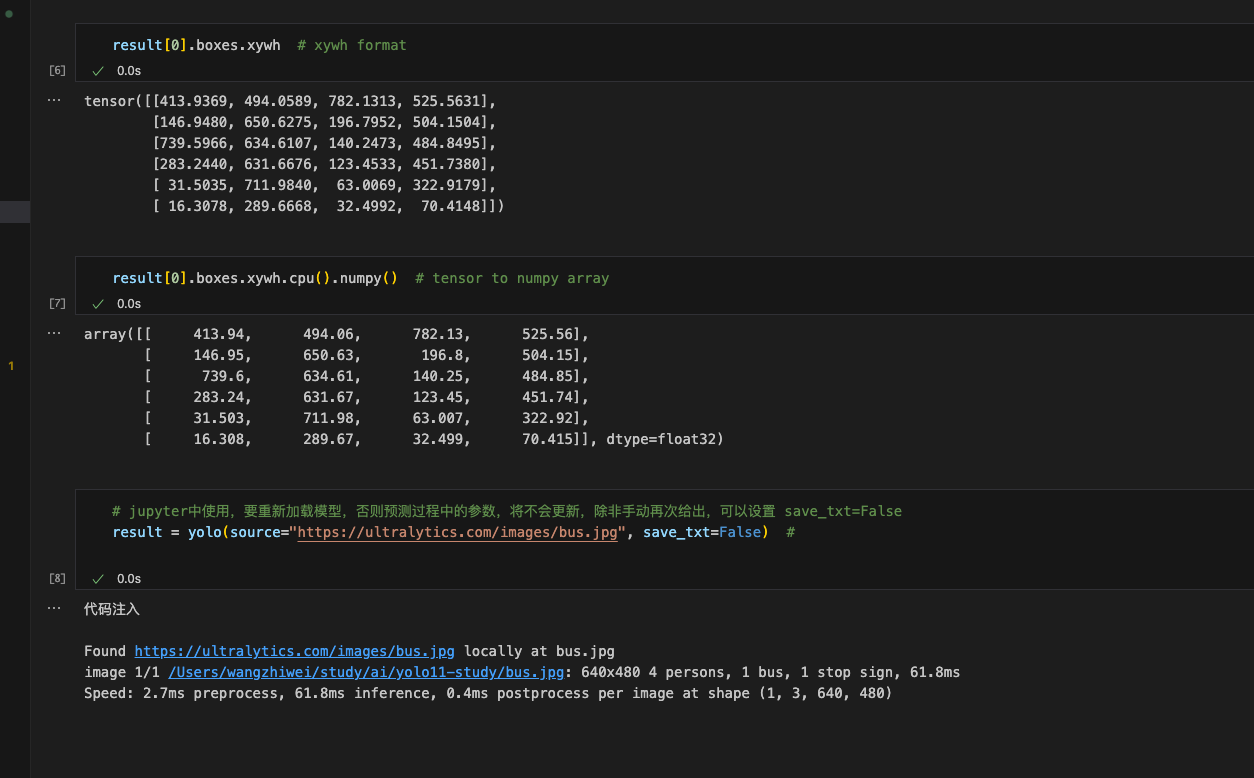 result[0].boxes.xywh  # xywh format
[6]
✓ 0.0s
... tensor([[413.9369, 494.0589, 782.1313, 525.5631],
        [146.9480, 650.6275, 196.7952, 504.1504],
        [739.5966, 634.6107, 140.2473, 484.8495],
        [283.2440, 631.6676, 123.4533, 451.7380],
        [ 31.5035, 711.9840,  63.0069, 322.9179],
        [ 16.3078, 289.6668,  32.4992,  70.4148]])
result[0].boxes.xywh.cpu().numpy()  # tensor to numpy array
[7]
✓ 0.0s
... array([[     413.94,      494.06,      782.13,      525.56],
       [     146.95,      650.63,       196.8,      504.15],
       [      739.6,      634.61,      140.25,      484.85],
1
       [     283.24,      631.67,      123.45,      451.74],
       [     31.503,      711.98,      63.007,      322.92],
       [     16.308,      289.67,      32.499,      70.415]], dtype=float32)
# jupyter中使用，要重新加载模型，否则预测过程中的参数，将不会更新，除非手动再次给出，可以设置 save_txt=False
result = yolo(source="https://ultralytics.com/images/bus.jpg", save_txt=False)  #
[8]
✓ 0.0s
... 代码注入
Found https://ultralytics.com/images/bus.jpg locally at bus.jpg
image 1/1 /Users/wangzhiwei/study/ai/yolo11-study/bus.jpg: 640x480 4 persons, 1 bus, 1 stop sign, 61.8ms
Speed: 2.7ms preprocess, 61.8ms inference, 0.4ms postprocess per image at shape (1, 3, 640, 480)